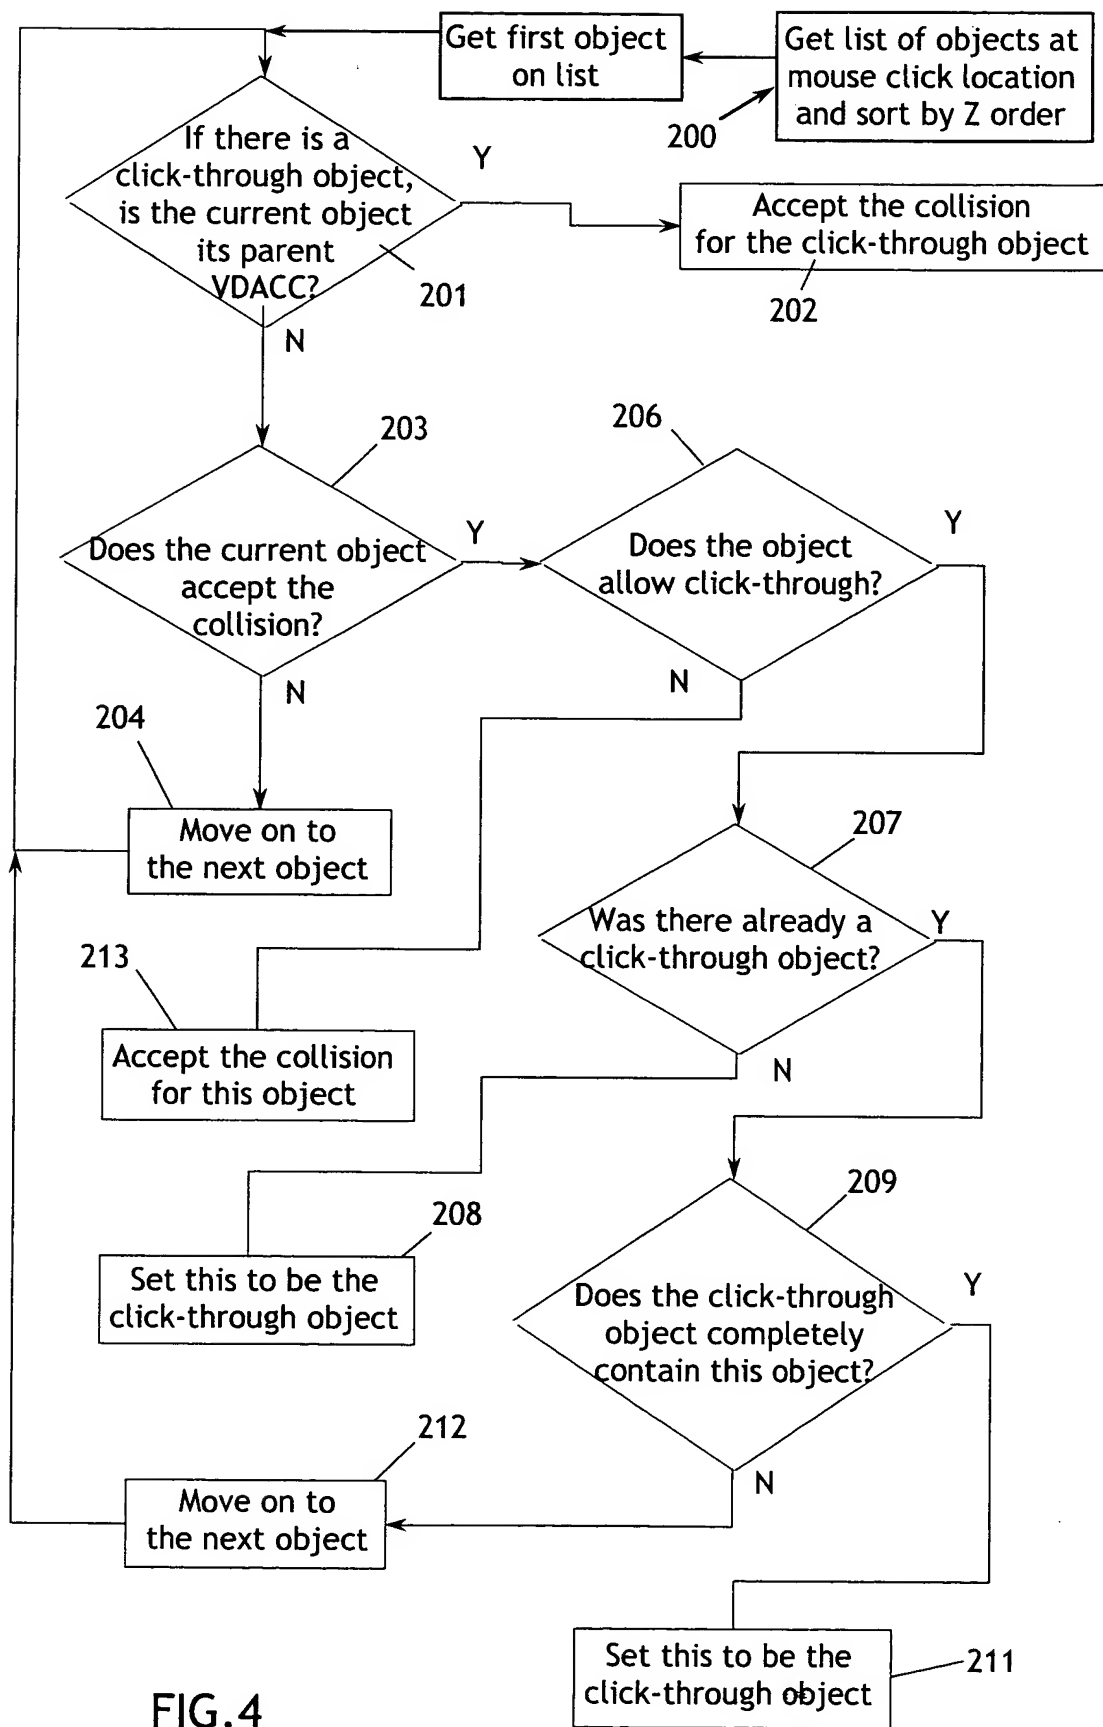 Get first object
on list
Get list of objects at
mouse click location
and sort by Z order
200
If there is a
click-through object,
is the current object
its parent
VDACC?
Y
201
N
Accept the collision
for the click-through object
202
203
Does the current object
accept the
collision?
Y
N
206
Does the object
allow click-through?
Y
N
204
Move on to
the next object
207
Was there already a
click-through object?
Y
N
213
Accept the collision
for this object
208
Set this to be the
click-through object
209
Does the click-through
object completely
contain this object?
Y
N
212
Move on to
the next object
Set this to be the
click-through object
211
FIG.4